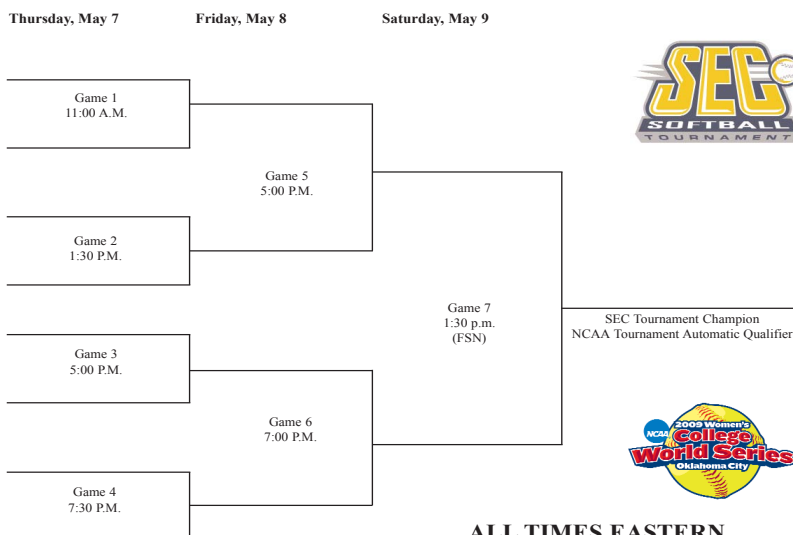 Thursday, May 7
Friday, May 8
Saturday, May 9
SEC
SOFTBALL
TOURNAMENT
Game 1
11:00 A.M.
Game 5
5:00 P.M.
Game 2
1:30 P.M.
Game 7
1:30 p.m.
(FSN)
SEC Tournament Champion
NCAA Tournament Automatic Qualifier
Game 3
5:00 P.M.
Game 6
7:00 P.M.
NCAA
2009 Women's
College
World Series
Oklahoma City
Game 4
7:30 P.M.
ALL TIMES EASTERN